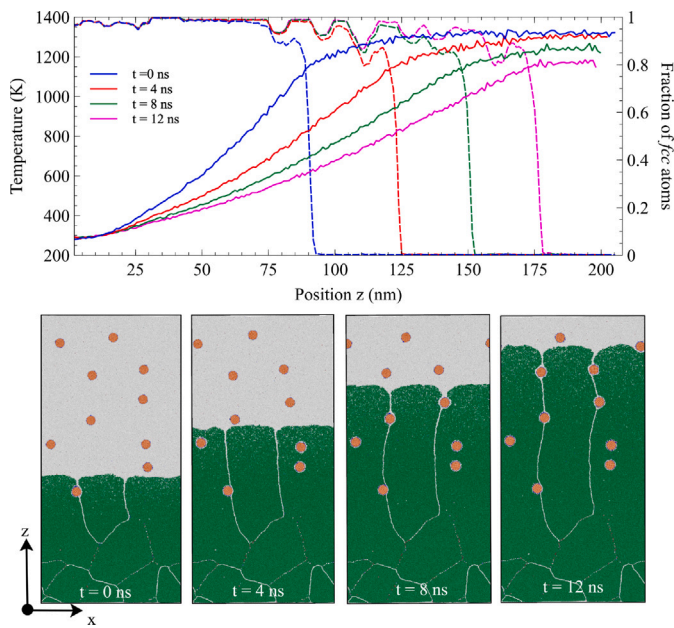 1400
1200
1000
800
600
400
200
Temperature (K)
t =0 ns
t = 4 ns
t = 8 ns
t = 12 ns
1
0.8
0.6
0.4
0.2
0
Fraction of fcc atoms
25 50 75 100 125 150 175 200
Position z (nm)
t = 0 ns t = 4 ns t = 8 ns t = 12 ns
z
x